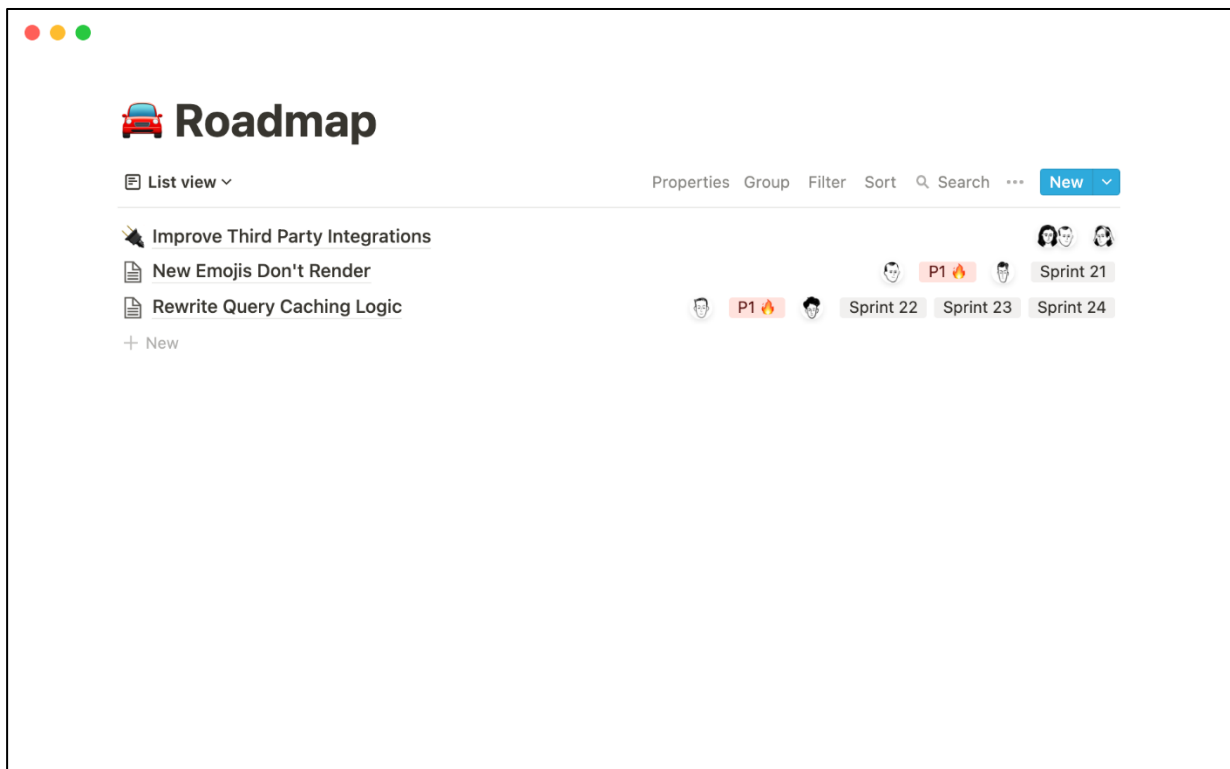 🚘 Roadmap
List view Properties Group Filter Sort Search ••• New
Improve Third Party Integrations
New Emojis Don't Render P1 🔥 Sprint 21
Rewrite Query Caching Logic P1 🔥 Sprint 22 Sprint 23 Sprint 24
+ New